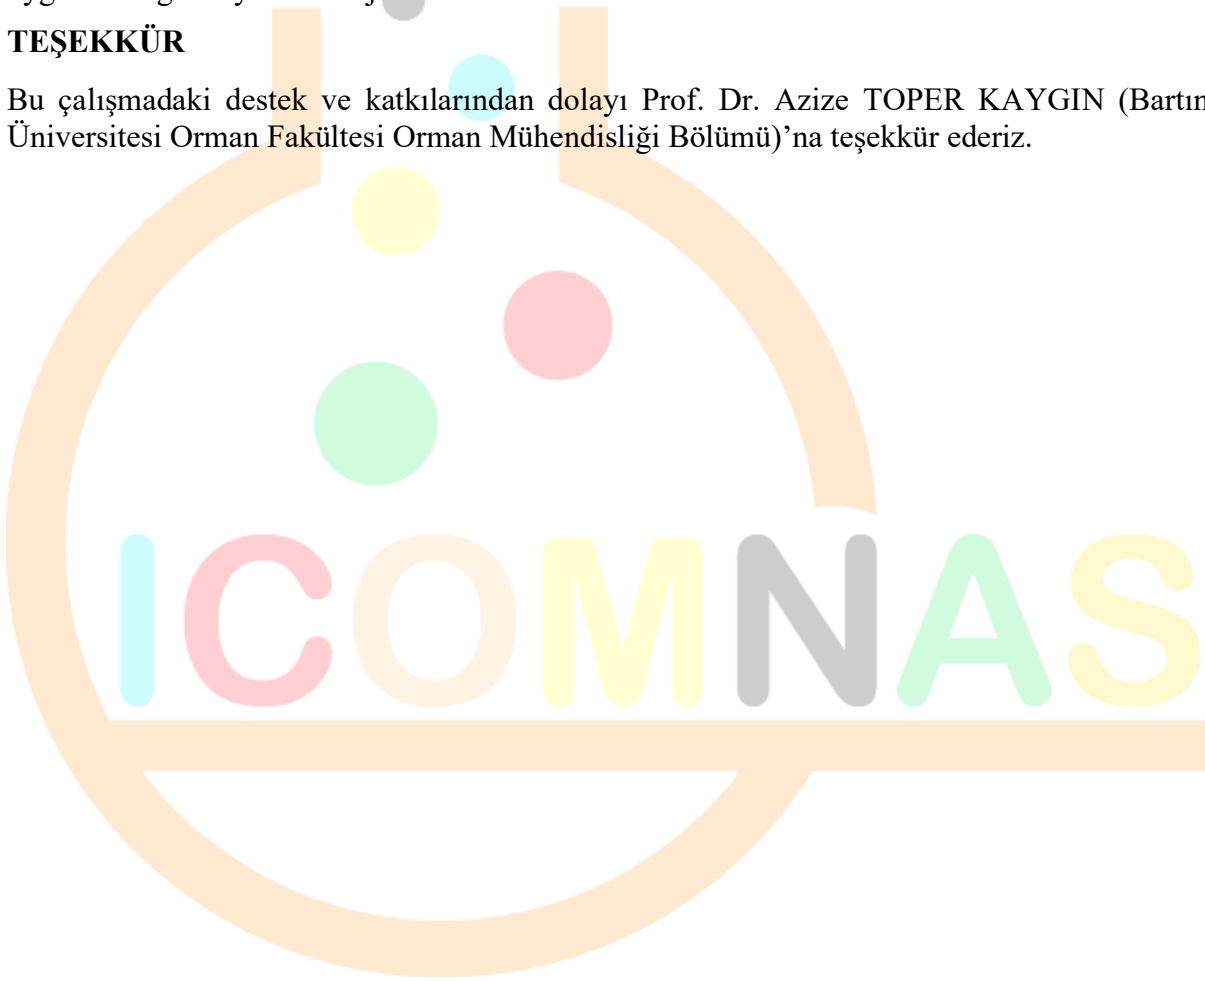 TEŞEKKÜR
Bu çalışmadaki destek ve katkılarından dolayı Prof. Dr. Azize TOPER KAYGIN (Bartın
Üniversitesi Orman Fakültesi Orman Mühendisliği Bölümü)’na teşekkür ederiz.
ICOMNAS